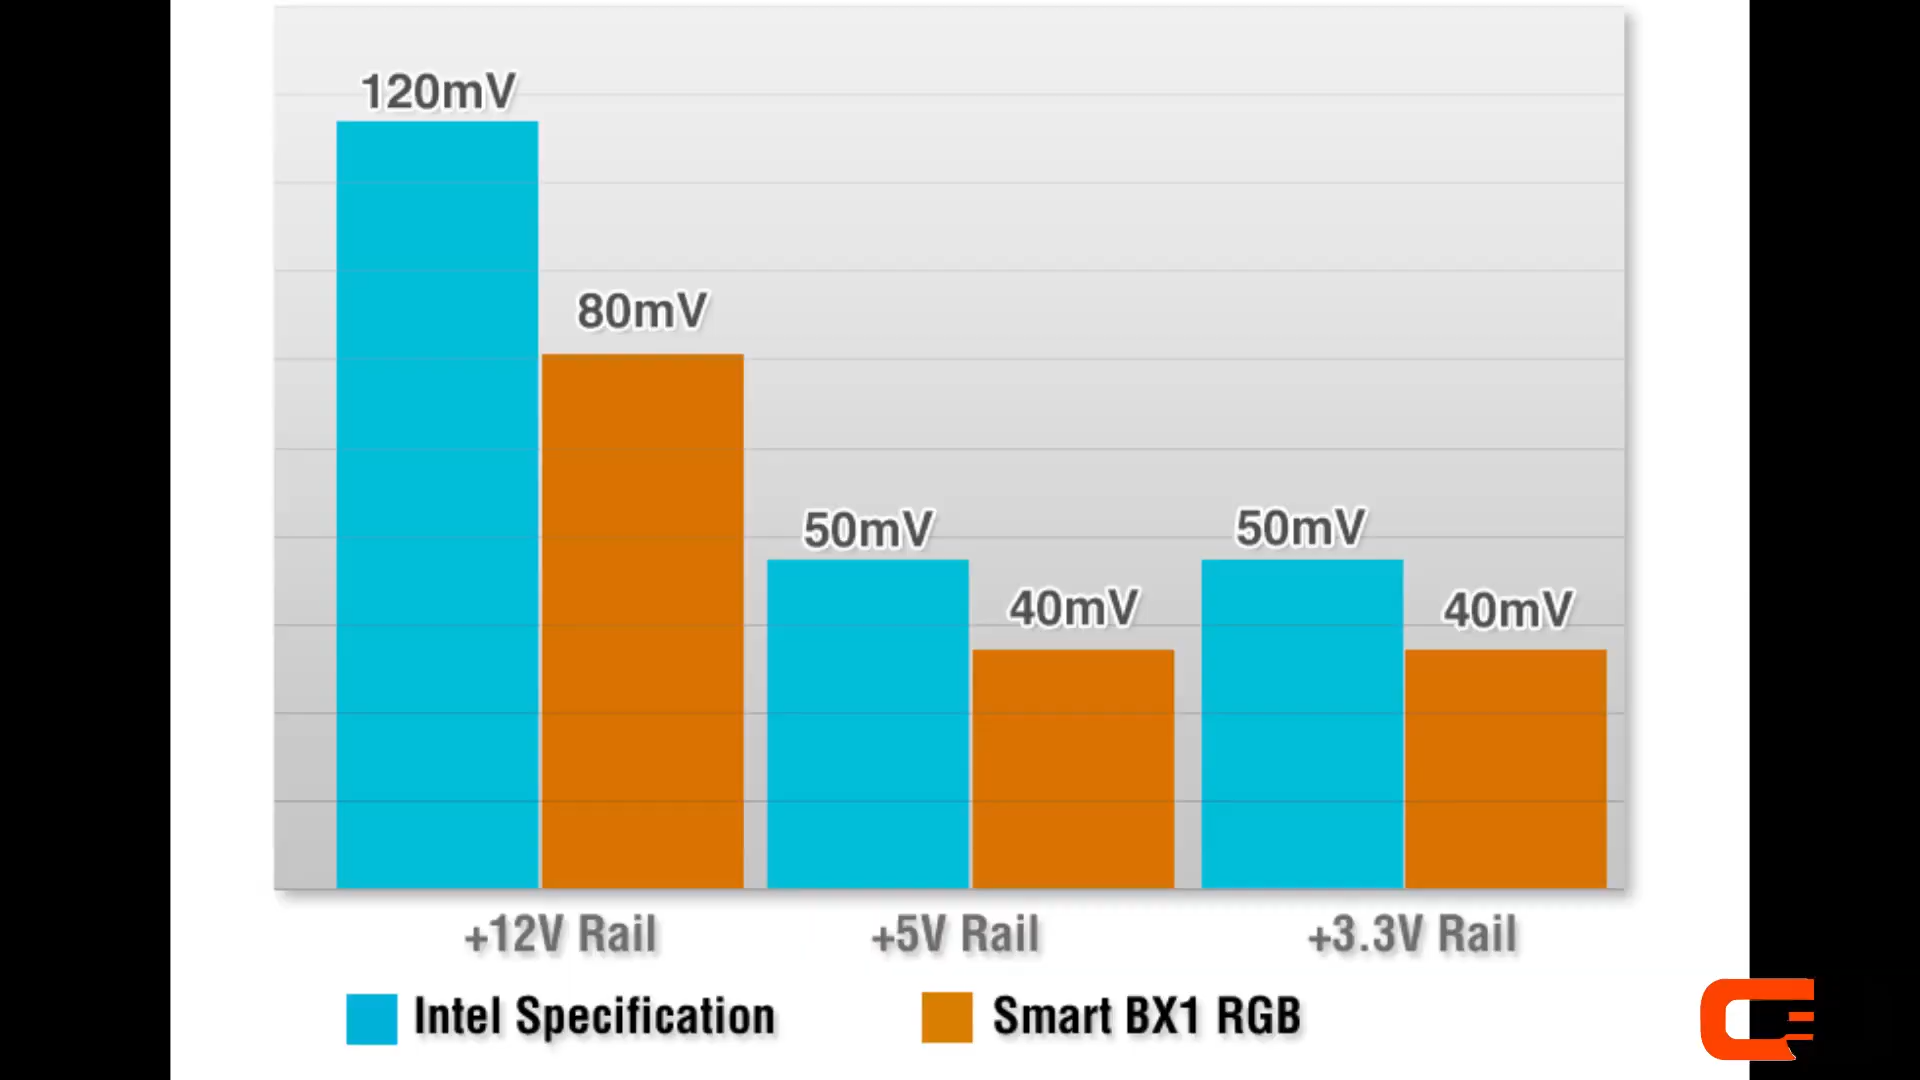 120mV
80mV
50mV
40mV
50mV
40mV
+12V Rail
+5V Rail
+3.3V Rail
Intel Specification
Smart BX1 RGB